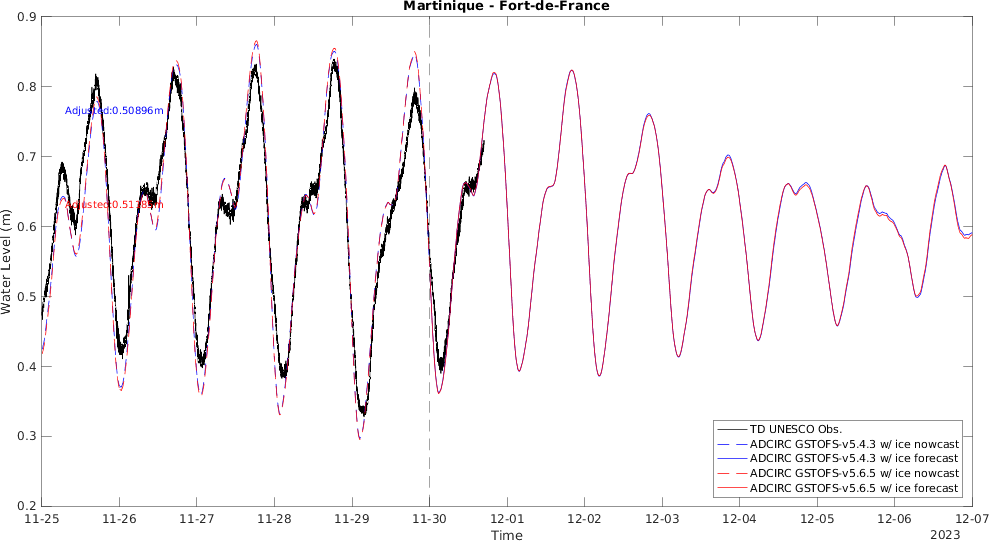 Martinique - Fort-de-France
0.9
0.8
0.7
0.6
0.5
0.4
0.3
0.2
Water Level (m)
Adjusted:0.50896m
TD UNESCO Obs.
ADCIRC GSTOFS-v5.4.3 w/ ice nowcast
ADCIRC GSTOFS-v5.4.3 w/ ice forecast
ADCIRC GSTOFS-v5.6.5 w/ ice nowcast
ADCIRC GSTOFS-v5.6.5 w/ ice forecast
11-25 11-26 11-27 11-28 11-29 11-30 12-01 12-02 12-03 12-04 12-05 12-06 12-07
Time
2023